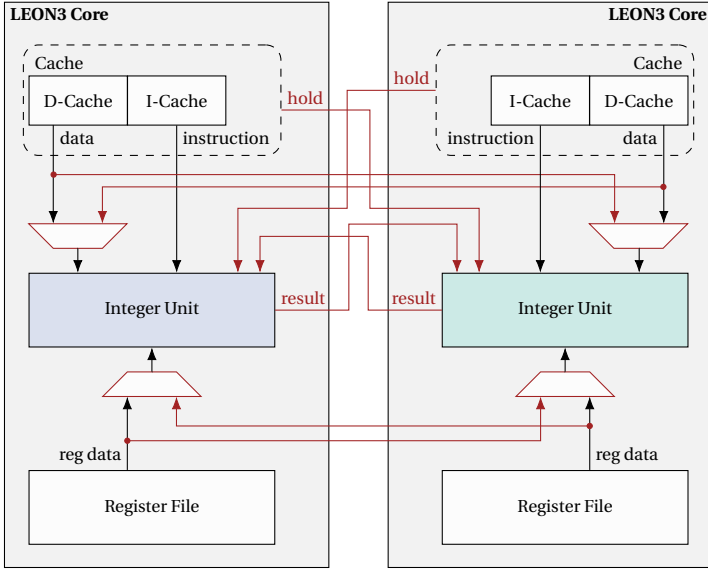 LEON3 Core
LEON3 Core
Cache
Cache
D-Cache
I-Cache
hold
hold
I-Cache
D-Cache
data
instruction
instruction
data
Integer Unit
result
result
Integer Unit
reg data
reg data
Register File
Register File